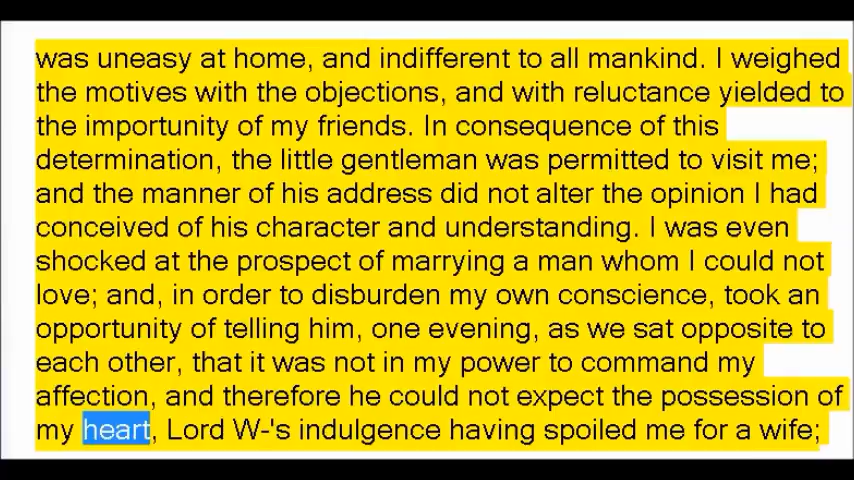 was uneasy at home, and indifferent to all mankind. I weighed
the motives with the objections, and with reluctance yielded to
the importunity of my friends. In consequence of this
determination, the little gentleman was permitted to visit me;
and the manner of his address did not alter the opinion I had
conceived of his character and understanding. I was even
shocked at the prospect of marrying a man whom I could not
love; and, in order to disburden my own conscience, took an
opportunity of telling him, one evening, as we sat opposite to
each other, that it was not in my power to command my
affection, and therefore he could not expect the possession of
my heart, Lord W-'s indulgence having spoiled me for a wife;